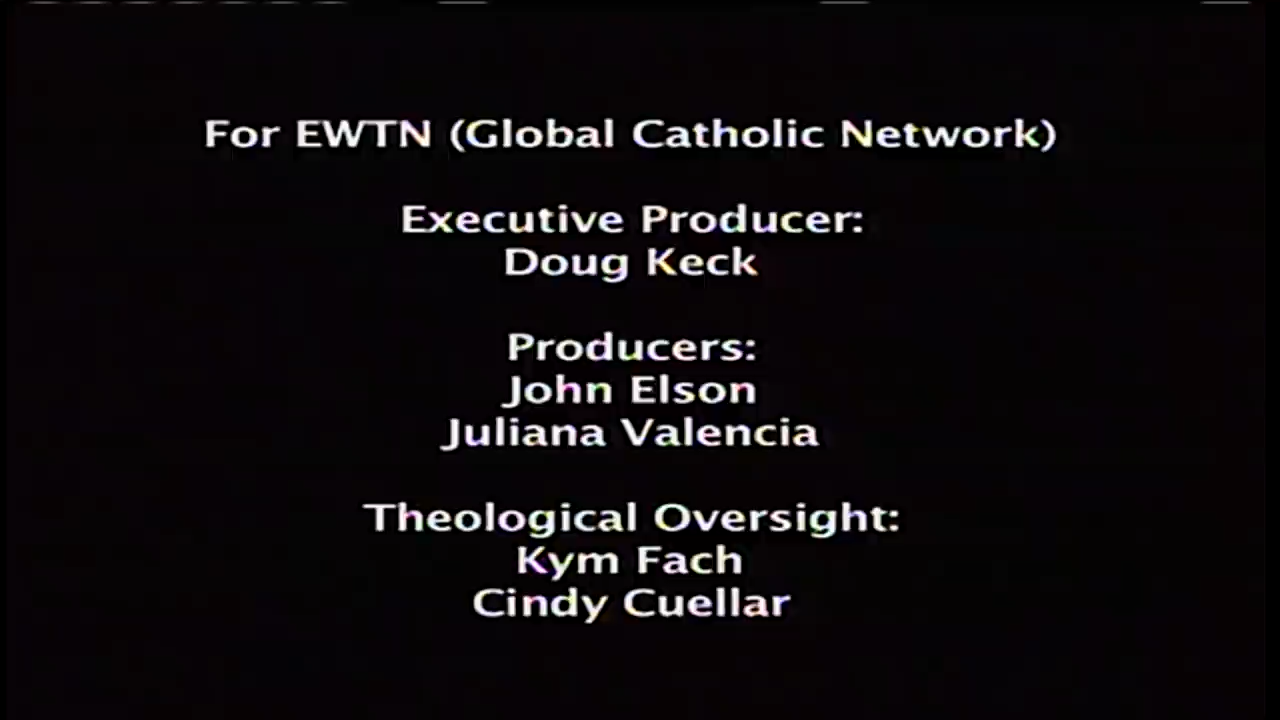 For EWTN (Global Catholic Network)
Executive Producer:
Doug Keck
Producers:
John Elson
Juliana Valencia
Theological Oversight:
Kym Fach
Cindy Cuellar